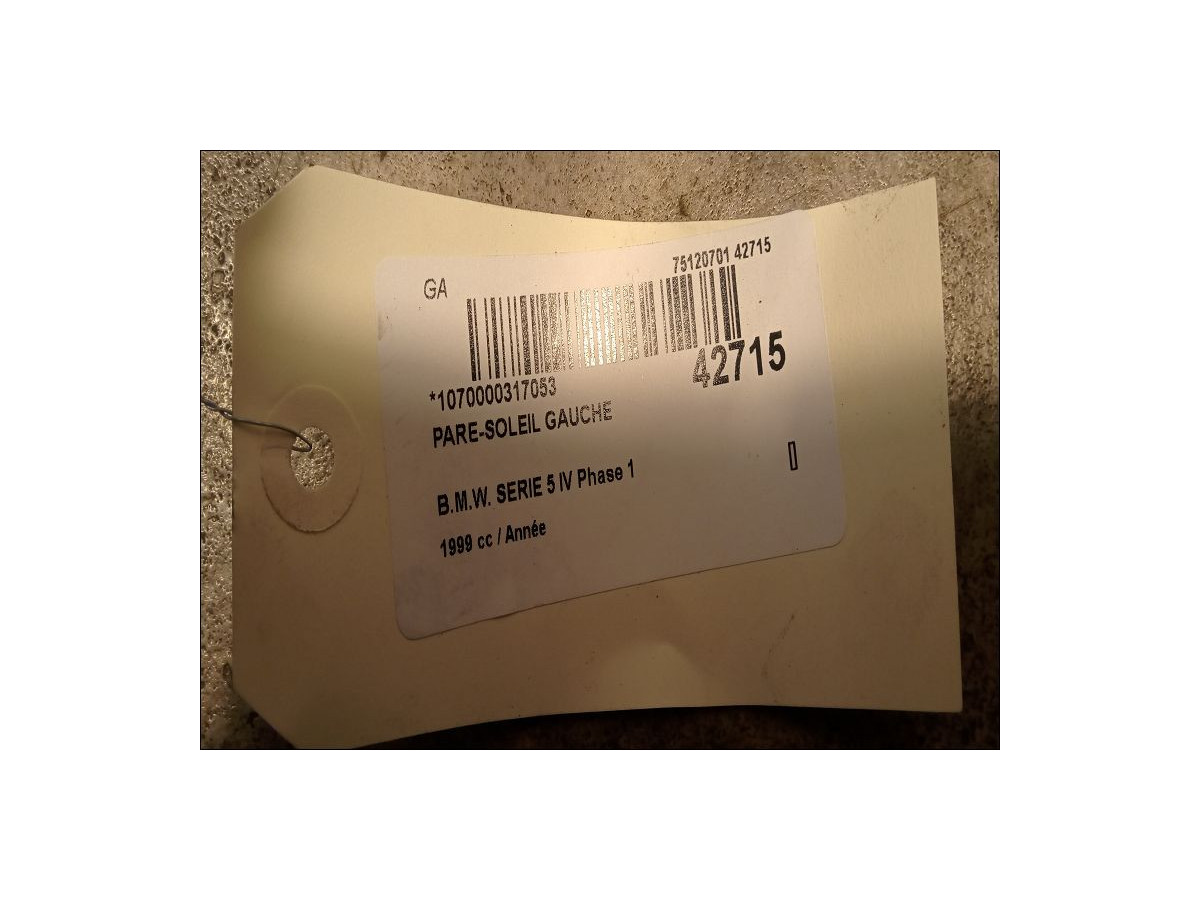 75120701 42715
GA
42715
*1070000317053
PARE-SOLEIL GAUCHE
B.M.W. SERIE 5 IV Phase 1
1999 cc / Année